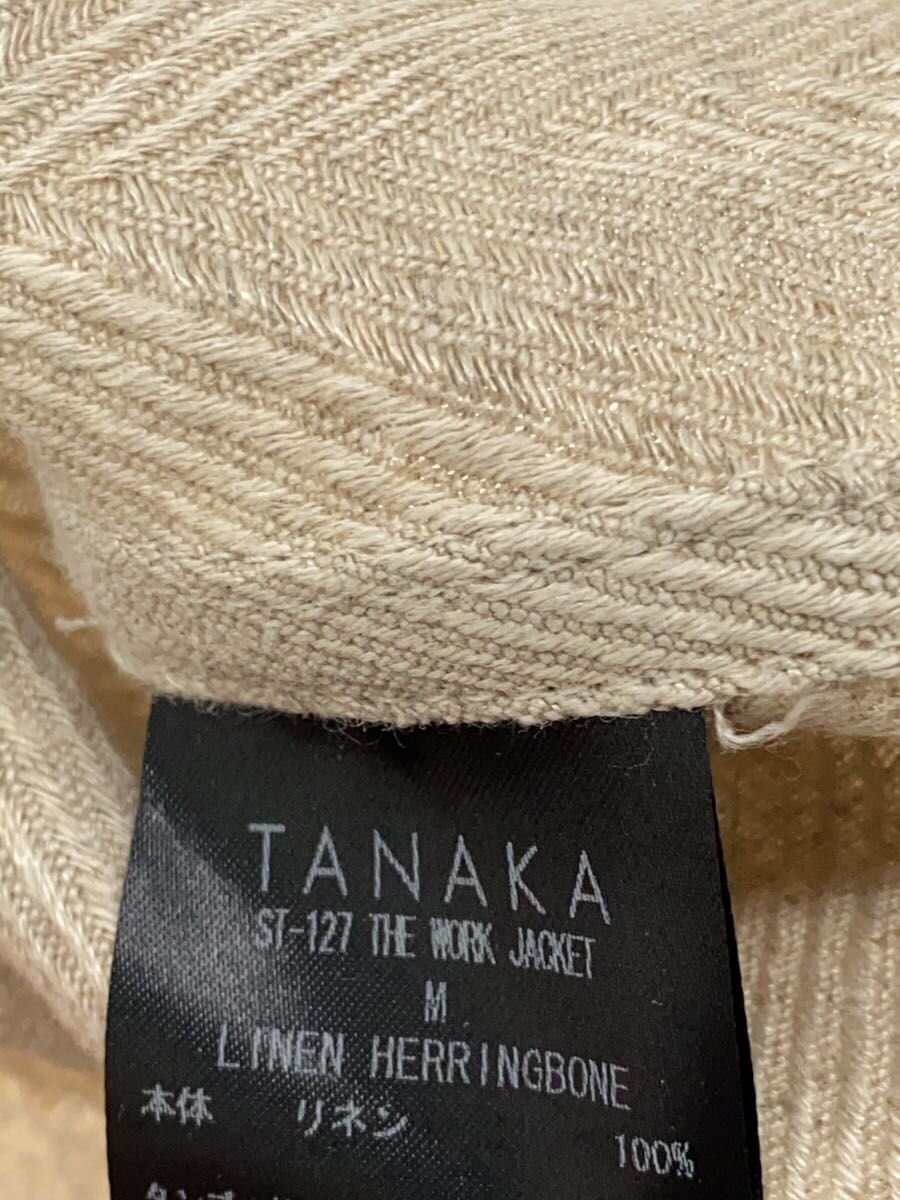 TANAKA
ST-127 THE WORK JACKET
M
LINEN HERRINGBONE
本体 リネン 100%